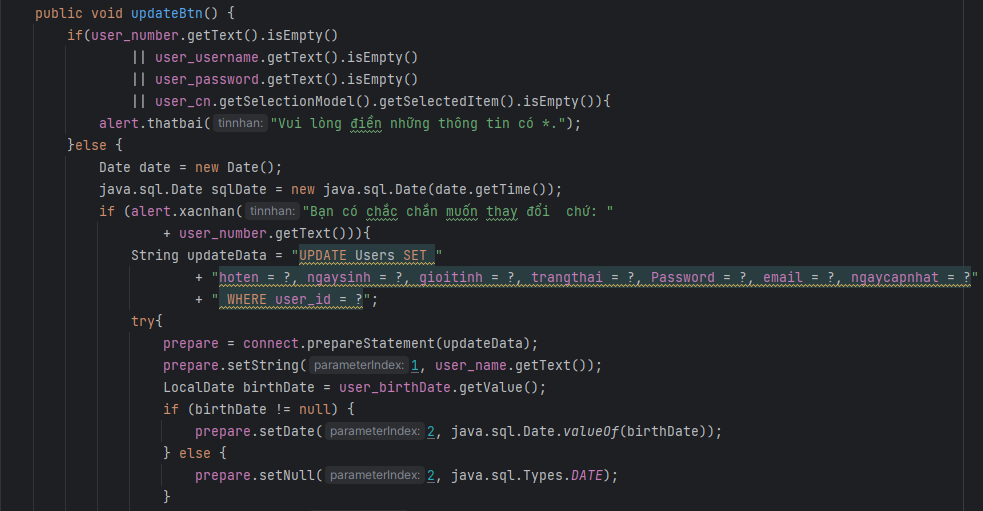 public void updateBtn() {
if(user_number.getText().isEmpty()
|| user_username.getText().isEmpty()
|| user_password.getText().isEmpty()
|| user_cn.getSelectionModel().getSelectedItem().isEmpty()){
alert.thatbai( tinnhan: "Vui lòng điền những thông tin có *.");
}else {
Date date = new Date();
java.sql.Date sqlDate = new java.sql.Date(date.getTime());
if (alert.xacnhan( tinnhan: "Bạn có chắc chắn muốn thay đổi  chứ: "
+ user_number.getText())){
String updateData = "UPDATE Users SET "
+ "hoten = ?, ngaysinh = ?, gioitinh = ?, trangthai = ?, Password = ?, email = ?, ngaycapnhat = ?"
+ " WHERE user_id = ?";
try{
prepare = connect.prepareStatement(updateData);
prepare.setString( parameterIndex: 1, user_name.getText());
LocalDate birthDate = user_birthDate.getValue();
if (birthDate != null) {
prepare.setDate( parameterIndex: 2, java.sql.Date.valueOf(birthDate));
} else {
prepare.setNull( parameterIndex: 2, java.sql.Types.DATE);
}